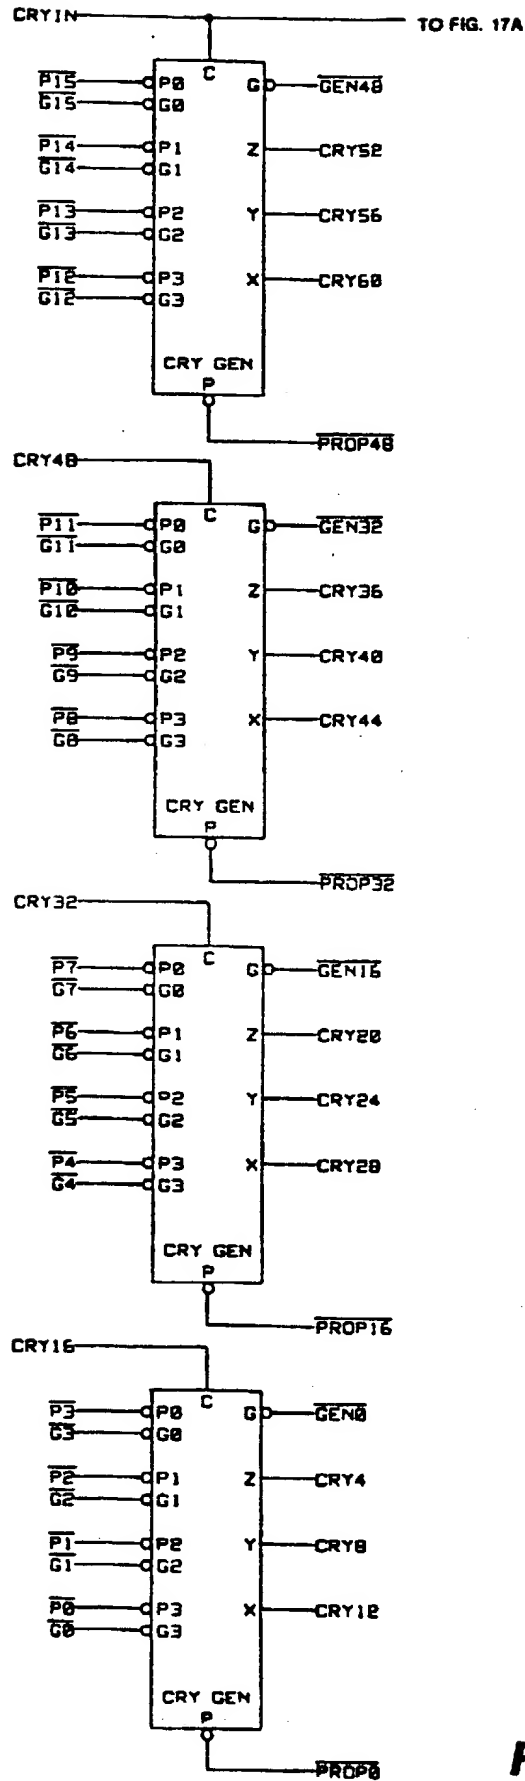 CRYIN TO FIG. 17A
C
P15 P0 G GEN48
G15 G0
P14 P1 Z CRY52
G14 G1
P13 P2 Y CRY56
G13 G2
P12 P3 X CRY60
G12 G3
CRY GEN
P
PROP48
CRY48
C
P11 P0 G GEN32
G11 G0
P10 P1 Z CRY36
G10 G1
P9 P2 Y CRY40
G9 G2
P8 P3 X CRY44
G8 G3
CRY GEN
P
PROP32
CRY32
C
P7 P0 G GEN16
G7 G0
P6 P1 Z CRY20
G6 G1
P5 P2 Y CRY24
G5 G2
P4 P3 X CRY28
G4 G3
CRY GEN
P
PROP16
CRY16
C
P3 P0 G GEN0
G3 G0
P2 P1 Z CRY4
G2 G1
P1 P2 Y CRY8
G1 G2
P0 P3 X CRY12
G0 G3
CRY GEN
P
PROP0